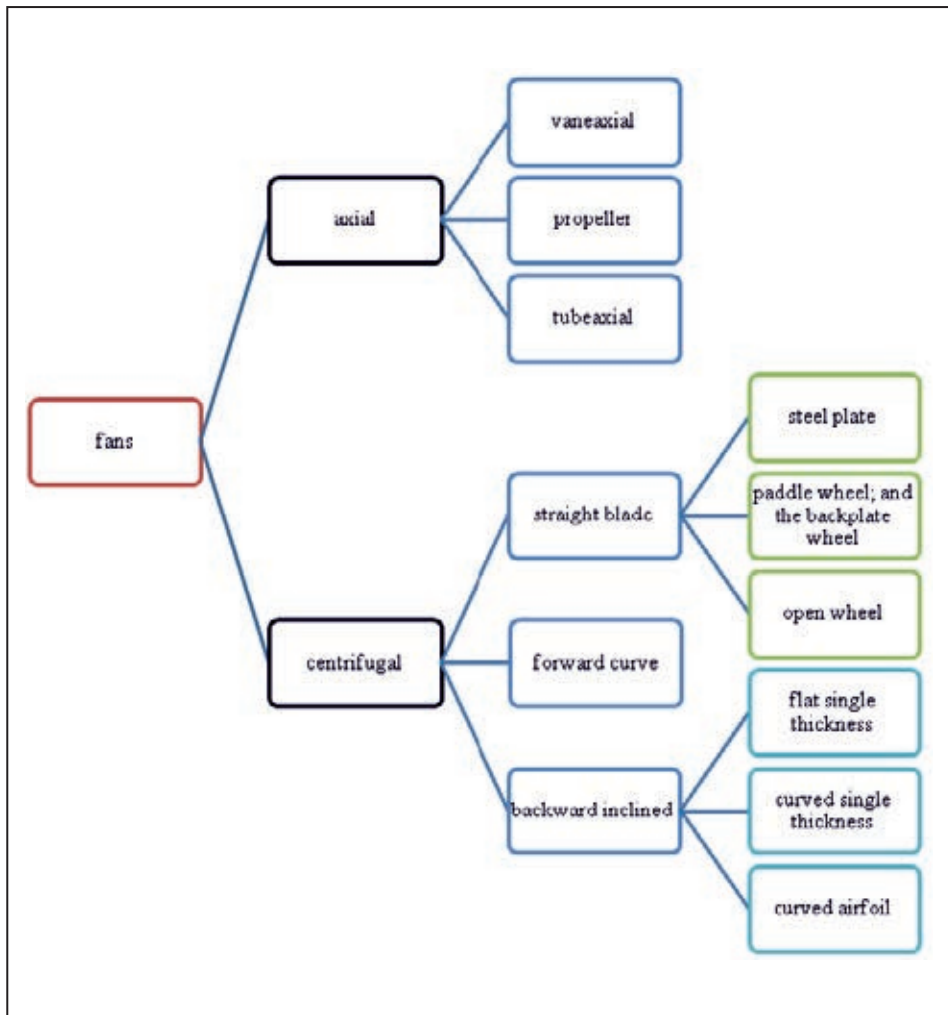 fans
axial
vaneaxial
propeller
tubeaxial
centrifugal
straight blade
steel plate
paddle wheel; and
the backplate
wheel
open wheel
forward curve
backward inclined
flat single
thickness
curved single
thickness
curved airfoil